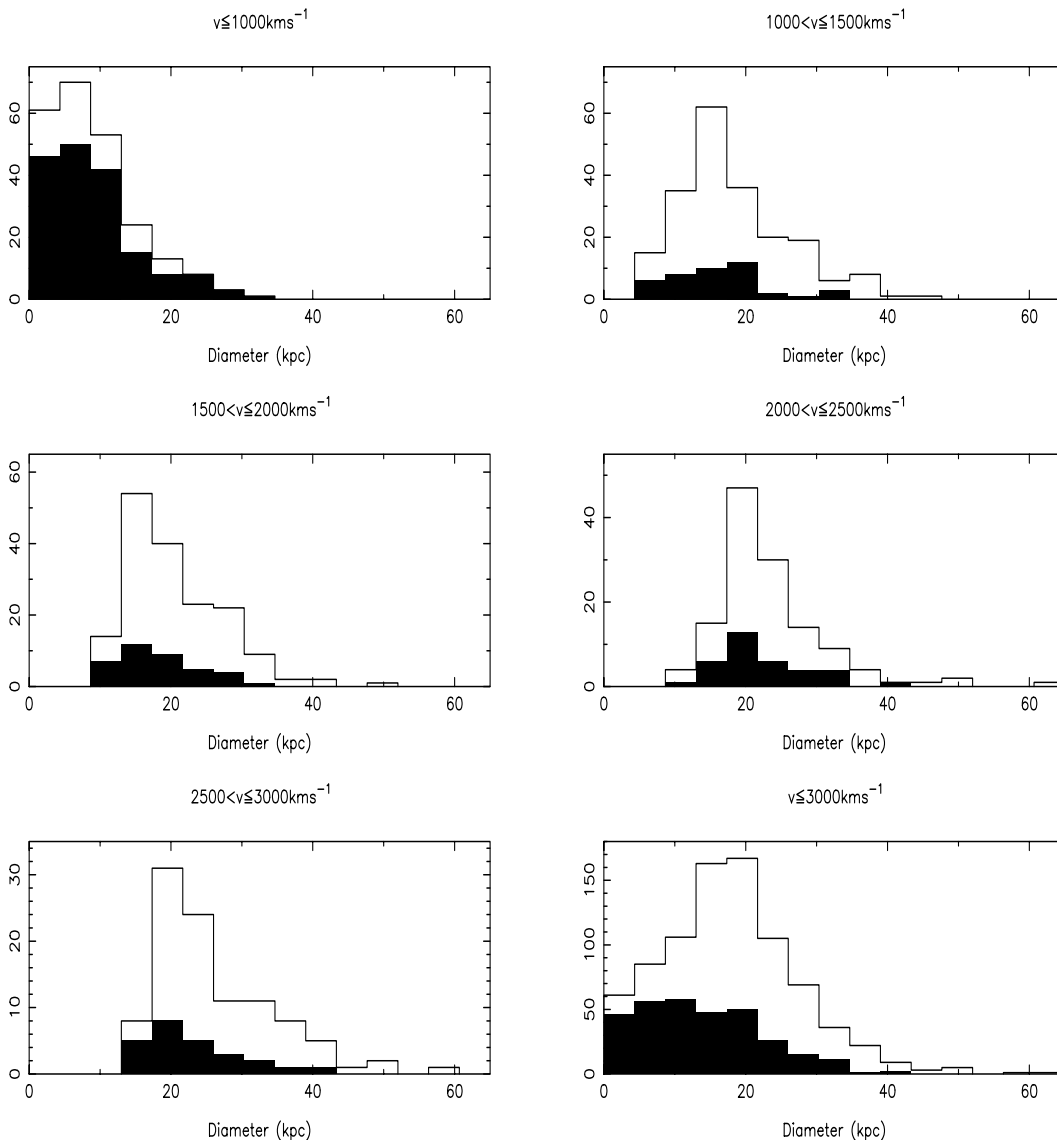 v≦1000kms⁻¹
1000<v≦1500kms⁻¹
60
40
20
0
0 20 40 60
Diameter (kpc)
60
40
20
0
0 20 40 60
Diameter (kpc)
1500<v≦2000kms⁻¹
2000<v≦2500kms⁻¹
60
40
20
0
0 20 40 60
Diameter (kpc)
40
20
0
0 20 40 60
Diameter (kpc)
2500<v≦3000kms⁻¹
v≦3000kms⁻¹
30
20
10
0
0 20 40 60
Diameter (kpc)
150
100
50
0
0 20 40 60
Diameter (kpc)